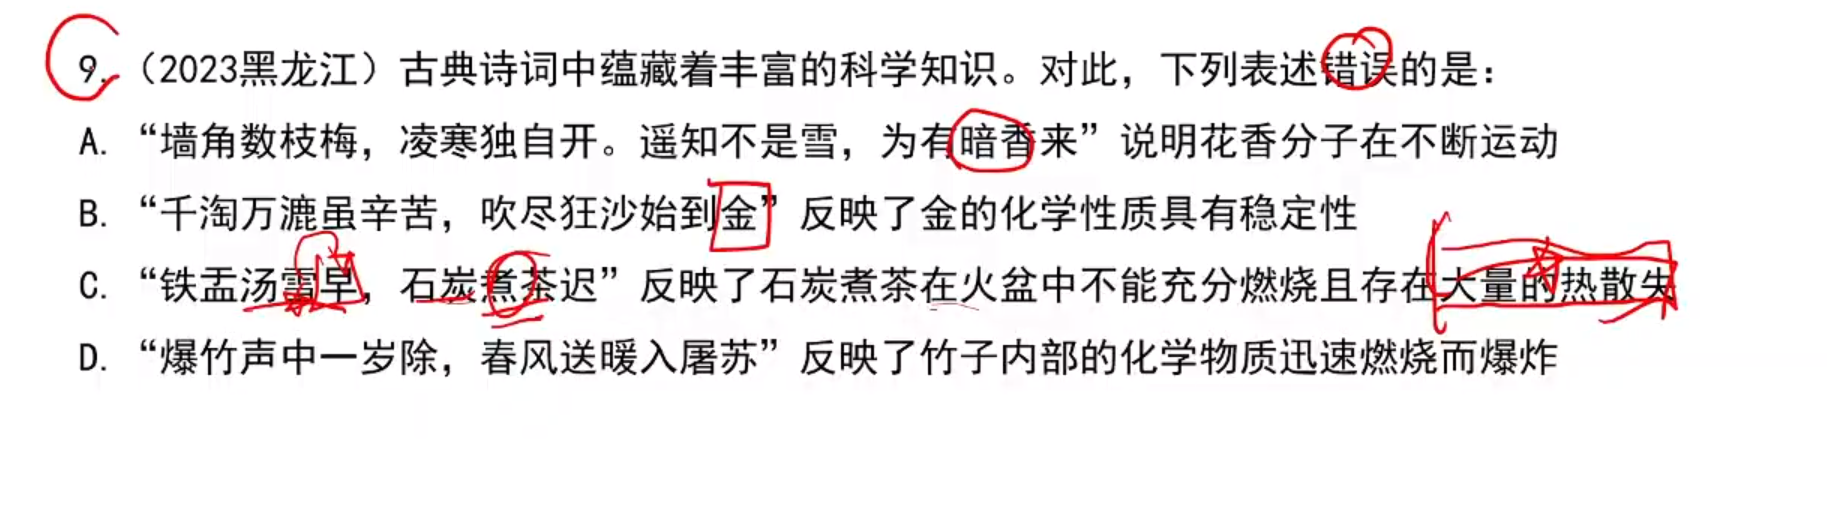 9.（2023黑龙江）古典诗词中蕴藏着丰富的科学知识。对此，下列表述错误的是：
A. “墙角数枝梅，凌寒独自开。遥知不是雪，为有暗香来”说明花香分子在不断运动
B. “千淘万漉虽辛苦，吹尽狂沙始到金”反映了金的化学性质具有稳定性
C. “铁盂汤雪早，石炭煮茶迟”反映了石炭煮茶在火盆中不能充分燃烧且存在大量的热散失
D. “爆竹声中一岁除，春风送暖入屠苏”反映了竹子内部的化学物质迅速燃烧而爆炸